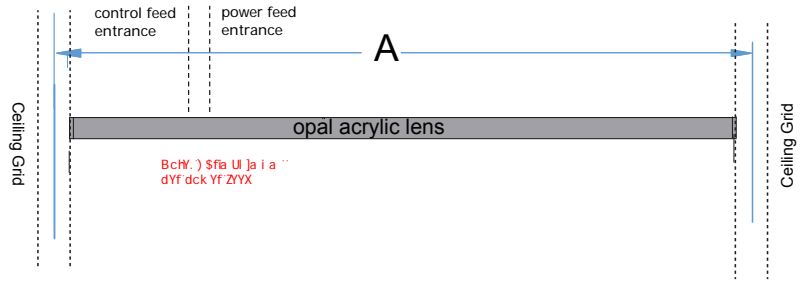 control feed
entrance
power feed
entrance
A
Ceiling Grid
opal acrylic lens
Ceiling Grid